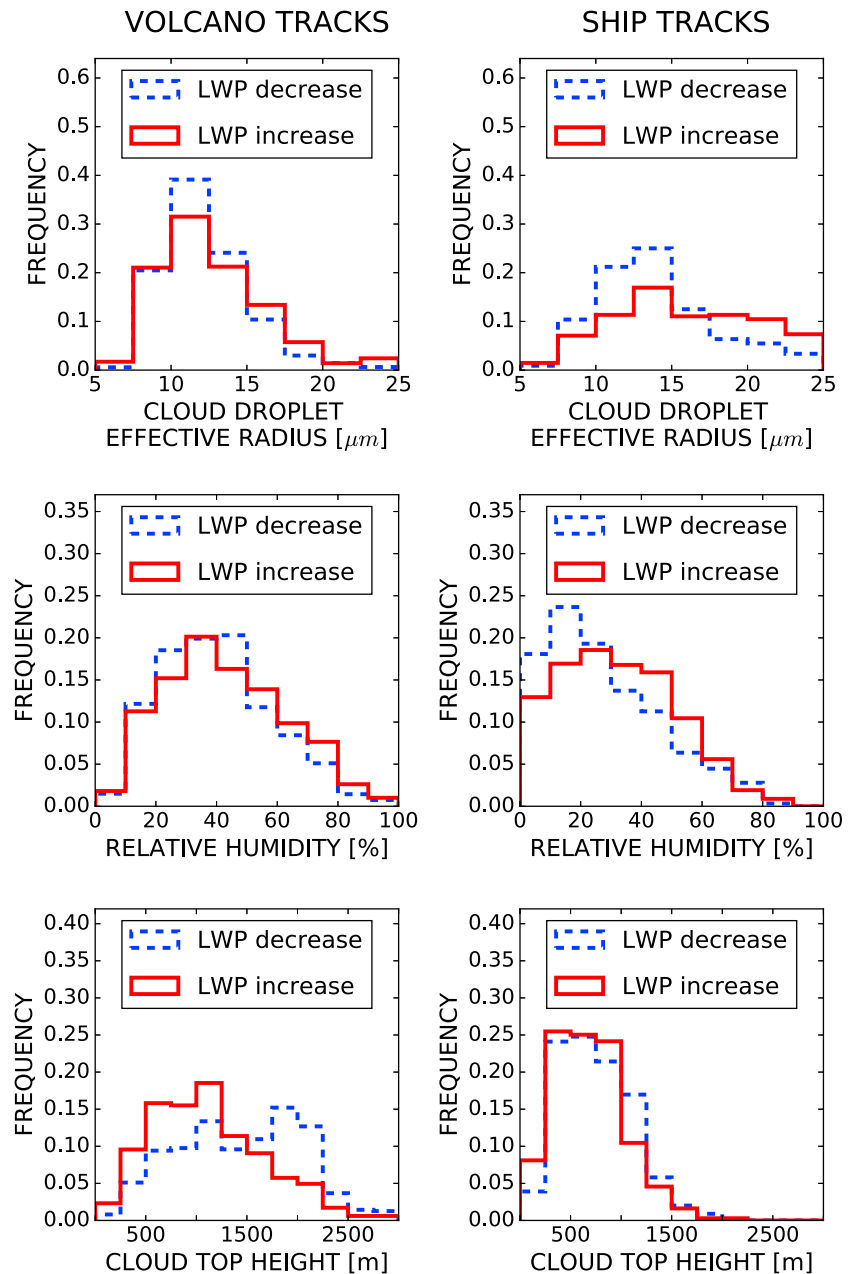 VOLCANO TRACKS SHIP TRACKS
0.6
0.5
0.4
0.3
0.2
0.1
0.0
FREQUENCY
LWP decrease
LWP increase
5 10 15 20 25
CLOUD DROPLET
EFFECTIVE RADIUS [μm]
0.6
0.5
0.4
0.3
0.2
0.1
0.0
FREQUENCY
LWP decrease
LWP increase
5 10 15 20 25
CLOUD DROPLET
EFFECTIVE RADIUS [μm]
0.35
0.30
0.25
0.20
0.15
0.10
0.05
0.00
FREQUENCY
LWP decrease
LWP increase
0 20 40 60 80 100
RELATIVE HUMIDITY [%]
0.35
0.30
0.25
0.20
0.15
0.10
0.05
0.00
FREQUENCY
LWP decrease
LWP increase
0 20 40 60 80 100
RELATIVE HUMIDITY [%]
0.40
0.35
0.30
0.25
0.20
0.15
0.10
0.05
0.00
FREQUENCY
LWP decrease
LWP increase
500 1500 2500
CLOUD TOP HEIGHT [m]
0.40
0.35
0.30
0.25
0.20
0.15
0.10
0.05
0.00
FREQUENCY
LWP decrease
LWP increase
500 1500 2500
CLOUD TOP HEIGHT [m]